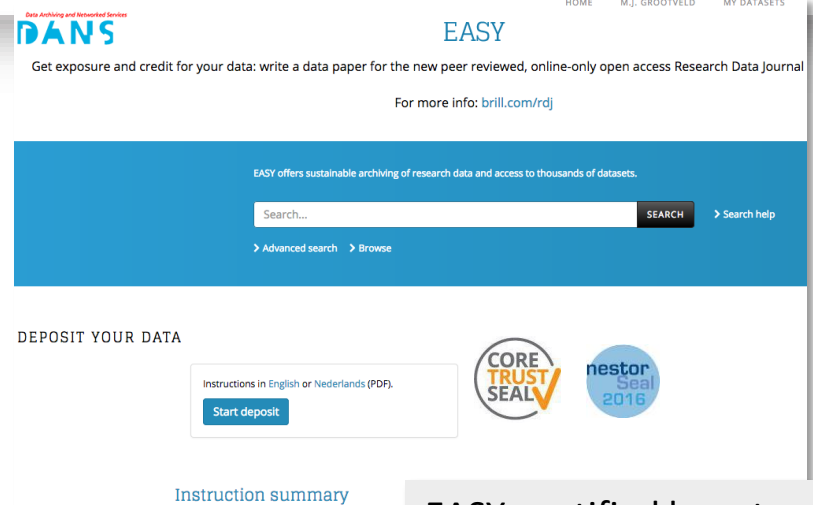 HOME M.J. GROOTVELD MY DATASETS
Data Archiving and Networked Services
DANS
EASY
Get exposure and credit for your data: write a data paper for the new peer reviewed, online-only open access Research Data Journal
For more info: brill.com/rdj
EASY offers sustainable archiving of research data and access to thousands of datasets.
Search... SEARCH > Search help
> Advanced search > Browse
DEPOSIT YOUR DATA
CORE
TRUST
SEAL
nestor
Seal
2016
Instructions in English or Nederlands (PDF).
Start deposit
Instruction summary